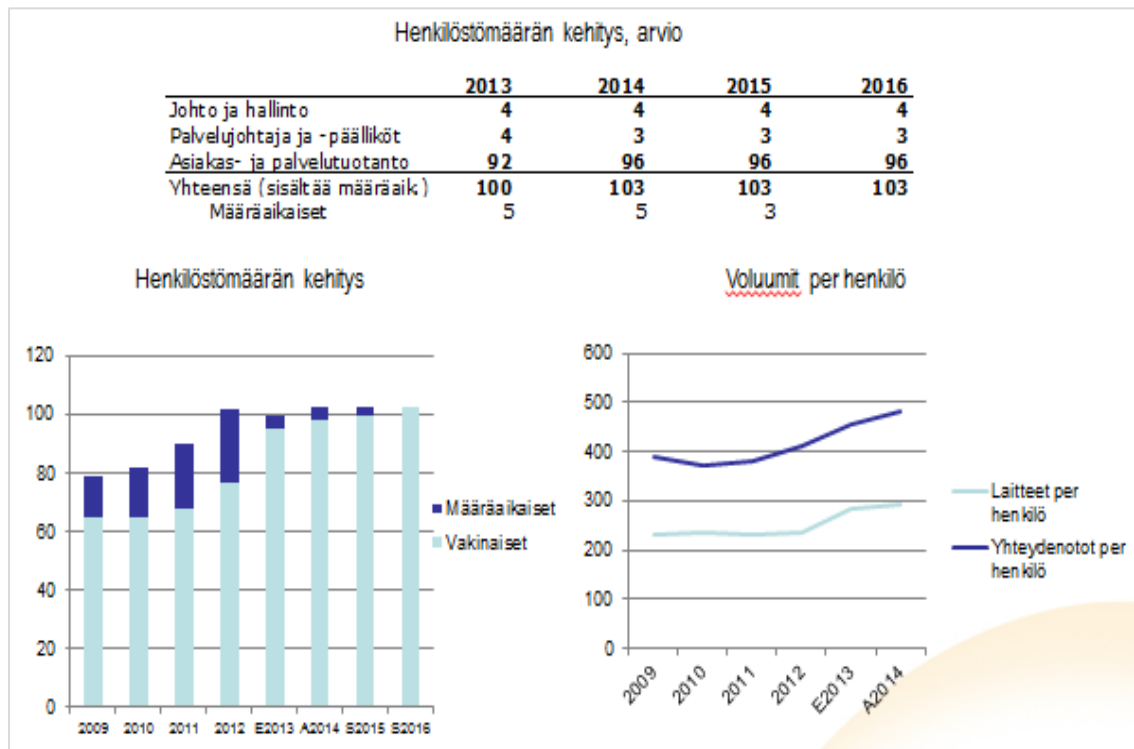 Henkilöstömäärän kehitys, arvio
2013 2014 2015 2016
Johto ja hallinto 4 4 4 4
Palvelujohtaja ja -päälliköt 4 3 3 3
Asiakas- ja palvelutuotanto 92 96 96 96
Yhteensä (sisältää määräaik.) 100 103 103 103
Määräaikaiset 5 5 3
Henkilöstömäärän kehitys
120
100
80
60
40
20
0
2009 2010 2011 2012 E2013 A2014 S2015 S2016
Määräaikaiset
Vakinaiset
Voluumit per henkilö
600
500
400
300
200
100
0
2009 2010 2011 2012 E2013 A2014
Laitteet per
henkilö
Yhteydenotot per
henkilö